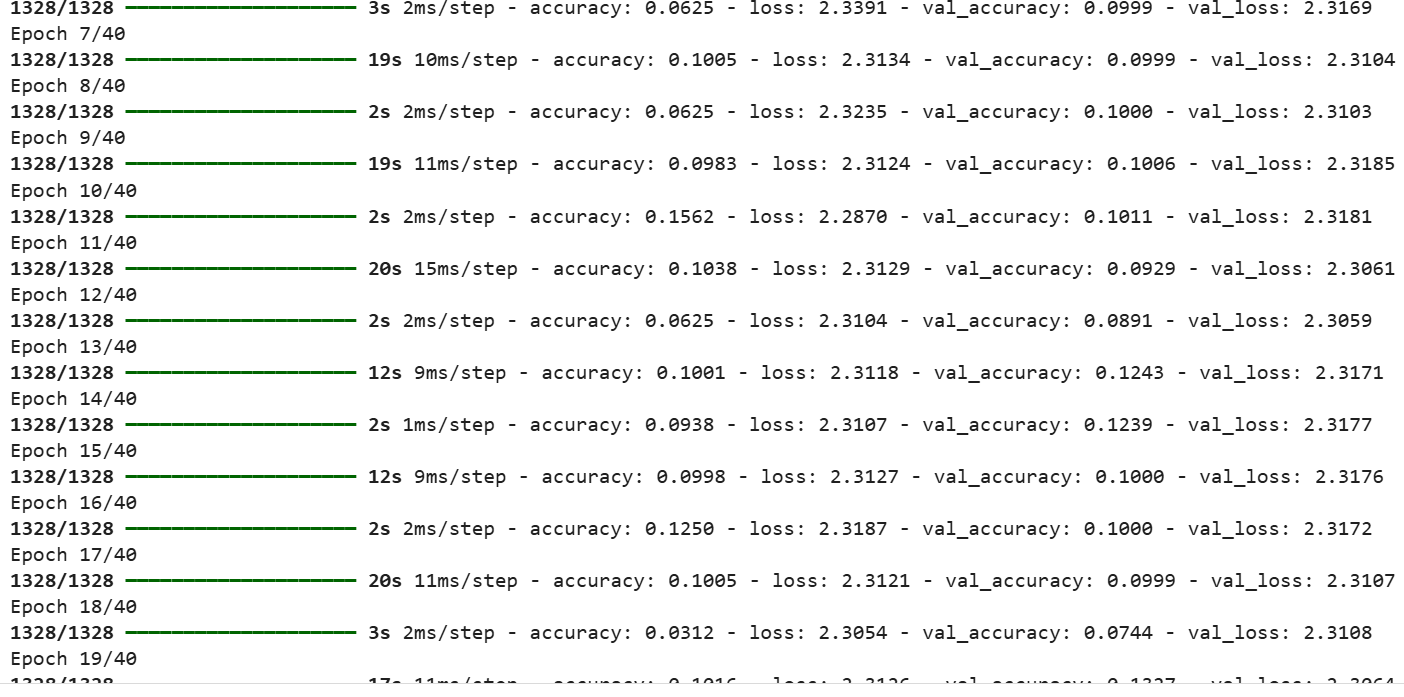 1328/1328 ━━━━━━━━━━━━━━━━━━━━ 3s 2ms/step - accuracy: 0.0625 - loss: 2.3391 - val_accuracy: 0.0999 - val_loss: 2.3169
Epoch 7/40
1328/1328 ━━━━━━━━━━━━━━━━━━━━ 19s 10ms/step - accuracy: 0.1005 - loss: 2.3134 - val_accuracy: 0.0999 - val_loss: 2.3104
Epoch 8/40
1328/1328 ━━━━━━━━━━━━━━━━━━━━ 2s 2ms/step - accuracy: 0.0625 - loss: 2.3235 - val_accuracy: 0.1000 - val_loss: 2.3103
Epoch 9/40
1328/1328 ━━━━━━━━━━━━━━━━━━━━ 19s 11ms/step - accuracy: 0.0983 - loss: 2.3124 - val_accuracy: 0.1006 - val_loss: 2.3185
Epoch 10/40
1328/1328 ━━━━━━━━━━━━━━━━━━━━ 2s 2ms/step - accuracy: 0.1562 - loss: 2.2870 - val_accuracy: 0.1011 - val_loss: 2.3181
Epoch 11/40
1328/1328 ━━━━━━━━━━━━━━━━━━━━ 20s 15ms/step - accuracy: 0.1038 - loss: 2.3129 - val_accuracy: 0.0929 - val_loss: 2.3061
Epoch 12/40
1328/1328 ━━━━━━━━━━━━━━━━━━━━ 2s 2ms/step - accuracy: 0.0625 - loss: 2.3104 - val_accuracy: 0.0891 - val_loss: 2.3059
Epoch 13/40
1328/1328 ━━━━━━━━━━━━━━━━━━━━ 12s 9ms/step - accuracy: 0.1001 - loss: 2.3118 - val_accuracy: 0.1243 - val_loss: 2.3171
Epoch 14/40
1328/1328 ━━━━━━━━━━━━━━━━━━━━ 2s 1ms/step - accuracy: 0.0938 - loss: 2.3107 - val_accuracy: 0.1239 - val_loss: 2.3177
Epoch 15/40
1328/1328 ━━━━━━━━━━━━━━━━━━━━ 12s 9ms/step - accuracy: 0.0998 - loss: 2.3127 - val_accuracy: 0.1000 - val_loss: 2.3176
Epoch 16/40
1328/1328 ━━━━━━━━━━━━━━━━━━━━ 2s 2ms/step - accuracy: 0.1250 - loss: 2.3187 - val_accuracy: 0.1000 - val_loss: 2.3172
Epoch 17/40
1328/1328 ━━━━━━━━━━━━━━━━━━━━ 20s 11ms/step - accuracy: 0.1005 - loss: 2.3121 - val_accuracy: 0.0999 - val_loss: 2.3107
Epoch 18/40
1328/1328 ━━━━━━━━━━━━━━━━━━━━ 3s 2ms/step - accuracy: 0.0312 - loss: 2.3054 - val_accuracy: 0.0744 - val_loss: 2.3108
Epoch 19/40